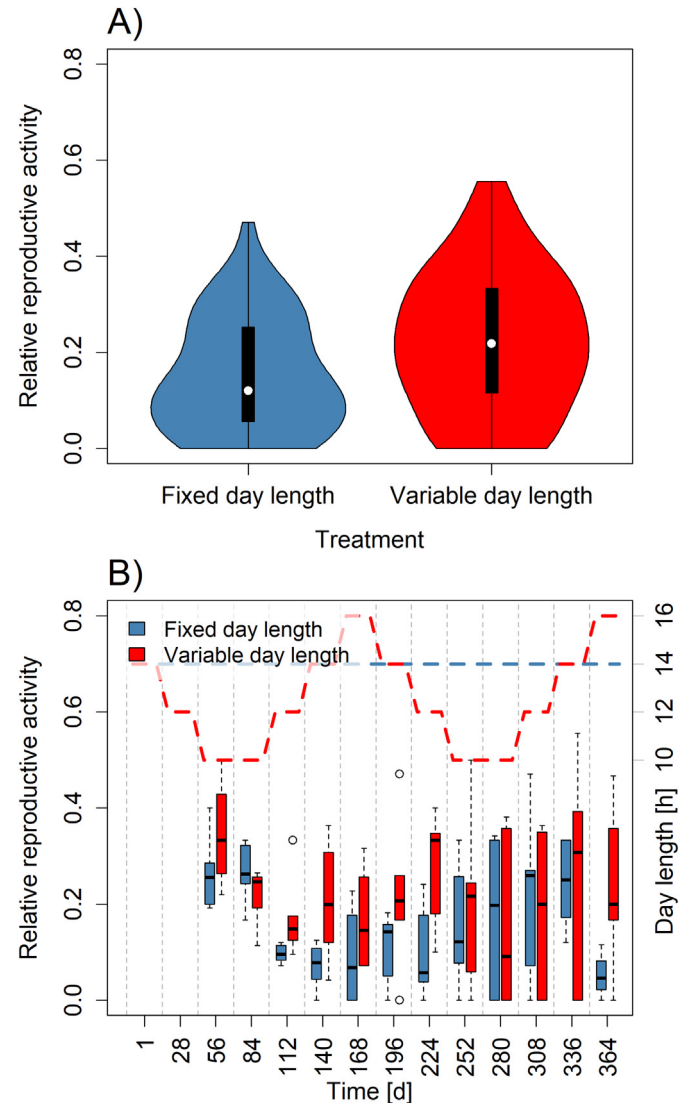 A)
Relative reproductive activity
0.8
0.6
0.4
0.2
0.0
Fixed day length Variable day length
Treatment
B)
Relative reproductive activity
0.8
0.6
0.4
0.2
0.0
Fixed day length
Variable day length
16
14
12
10
Day length [h]
1 28 56 84 112 140 168 196 224 252 280 308 336 364
Time [d]